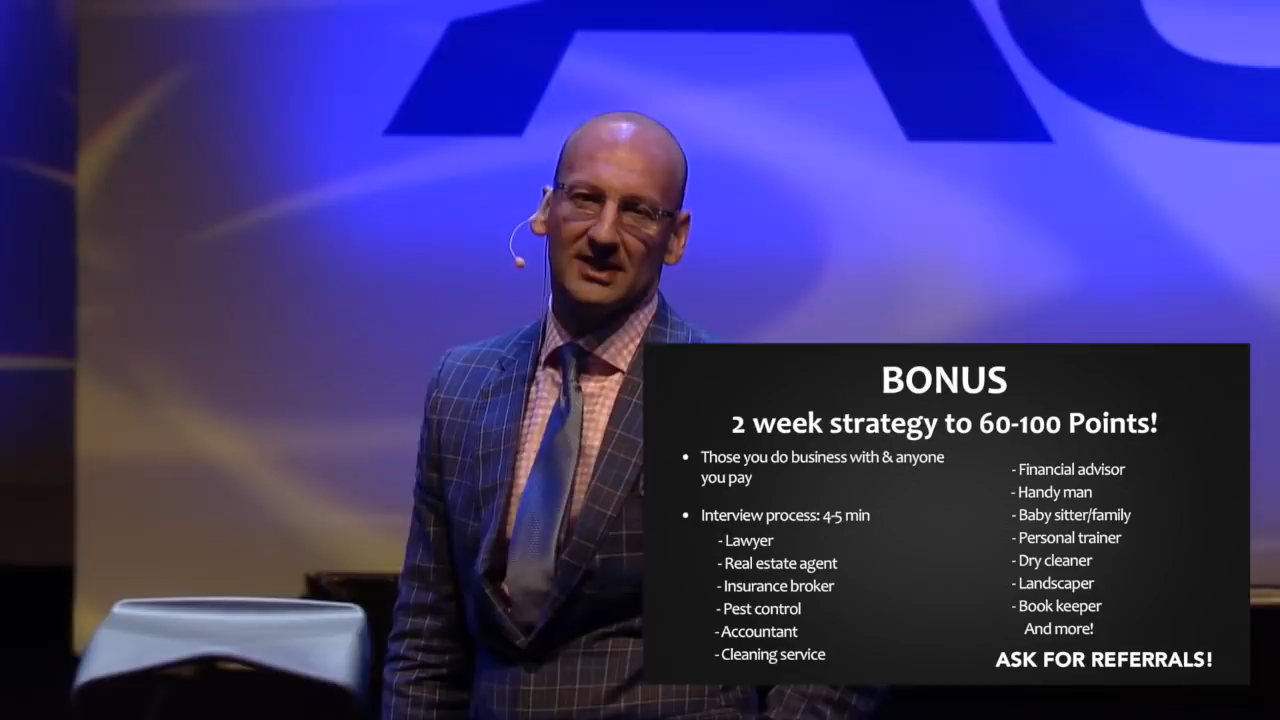 BONUS
2 week strategy to 60-100 Points!
• Those you do business with & anyone
you pay
• Interview process: 4-5 min
- Lawyer
- Real estate agent
- Insurance broker
- Pest control
- Accountant
- Cleaning service
- Financial advisor
- Handy man
- Baby sitter/family
- Personal trainer
- Dry cleaner
- Landscaper
- Book keeper
And more!
ASK FOR REFERRALS!